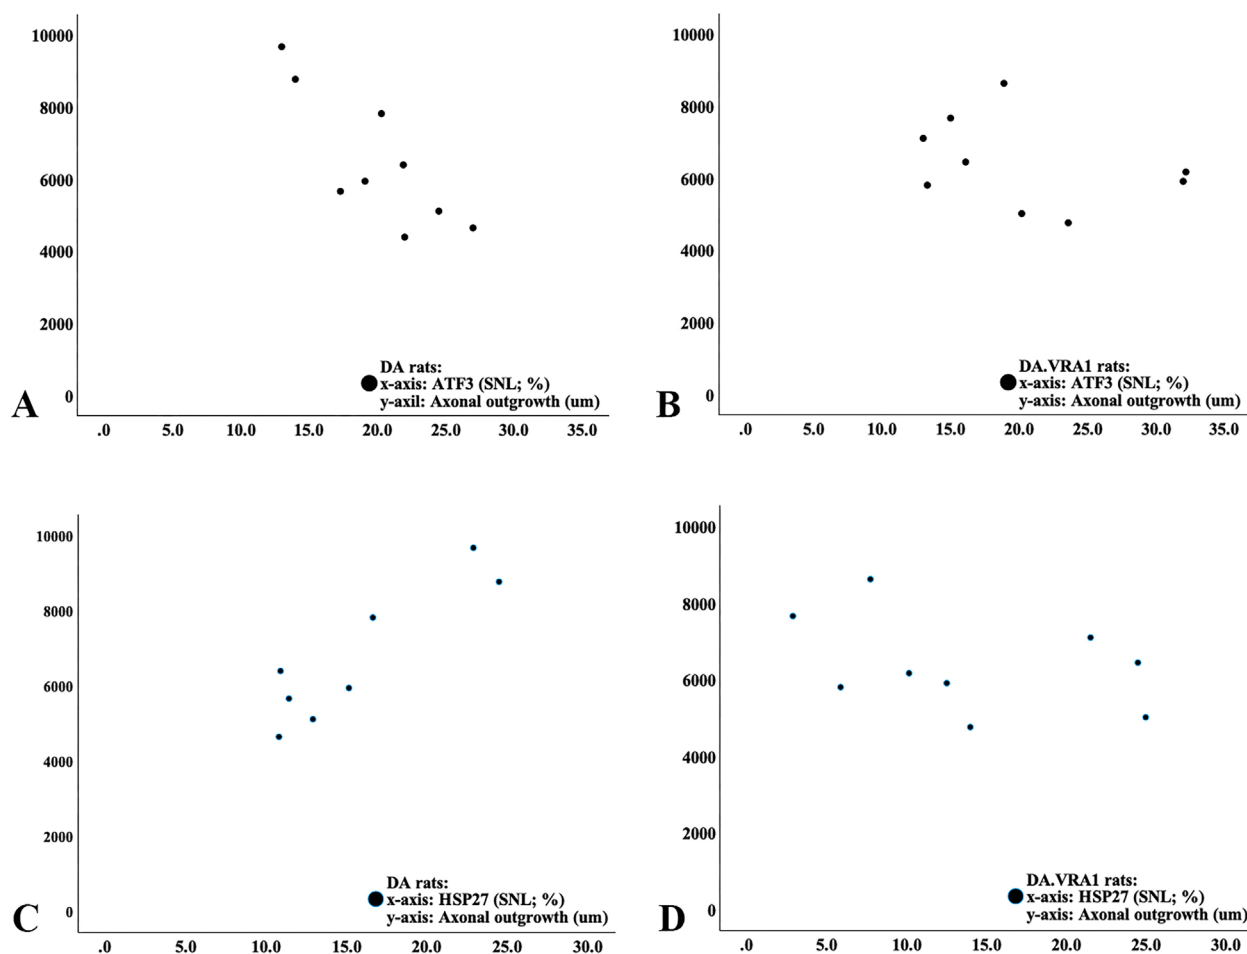 10000
8000
6000
4000
2000
0
DA rats:
x-axis: ATF3 (SNL; %)
y-axil: Axonal outgrowth (um)
A
.0 5.0 10.0 15.0 20.0 25.0 30.0 35.0
10000
8000
6000
4000
2000
0
DA.VRA1 rats:
x-axis: ATF3 (SNL; %)
y-axis: Axonal outgrowth (um)
B
.0 5.0 10.0 15.0 20.0 25.0 30.0 35.0
10000
8000
6000
4000
2000
0
DA rats:
x-axis: HSP27 (SNL; %)
y-axis: Axonal outgrowth (um)
C
.0 5.0 10.0 15.0 20.0 25.0 30.0
10000
8000
6000
4000
2000
0
DA.VRA1 rats:
x-axis: HSP27 (SNL; %)
y-axis: Axonal outgrowth (um)
D
.0 5.0 10.0 15.0 20.0 25.0 30.0